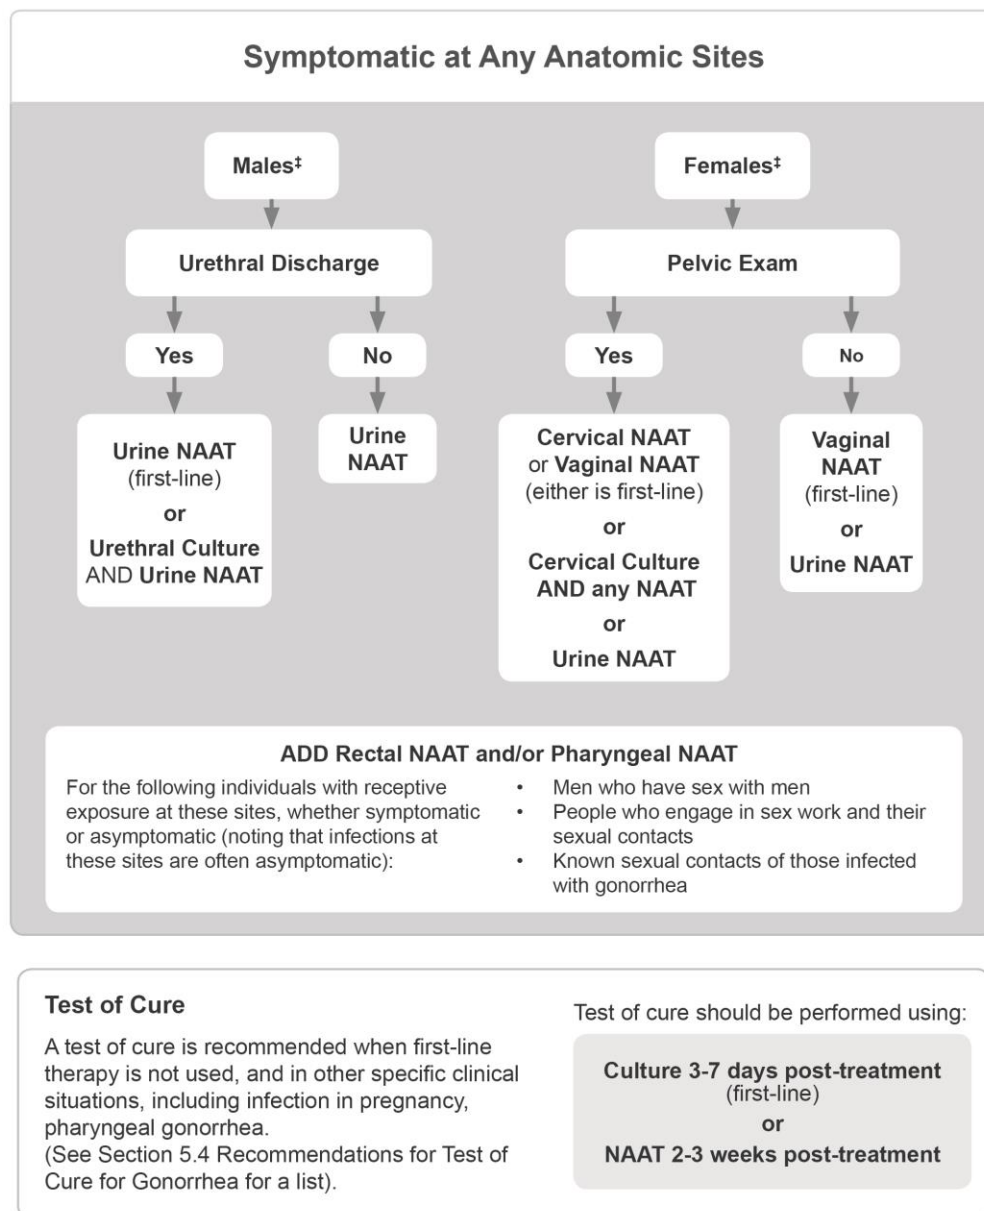 Symptomatic at Any Anatomic Sites
Males‡
Urethral Discharge
Yes
No
Urine NAAT
(first-line)
or
Urethral Culture
AND Urine NAAT
Urine
NAAT
Females‡
Pelvic Exam
Yes
No
Cervical NAAT
or Vaginal NAAT
(either is first-line)
or
Cervical Culture
AND any NAAT
or
Urine NAAT
Vaginal
NAAT
(first-line)
or
Urine NAAT
ADD Rectal NAAT and/or Pharyngeal NAAT
For the following individuals with receptive
exposure at these sites, whether symptomatic
or asymptomatic (noting that infections at
these sites are often asymptomatic):
• Men who have sex with men
• People who engage in sex work and their
sexual contacts
• Known sexual contacts of those infected
with gonorrhea
Test of Cure
A test of cure is recommended when first-line
therapy is not used, and in other specific clinical
situations, including infection in pregnancy,
pharyngeal gonorrhea.
(See Section 5.4 Recommendations for Test of
Cure for Gonorrhea for a list).
Test of cure should be performed using:
Culture 3-7 days post-treatment
(first-line)
or
NAAT 2-3 weeks post-treatment